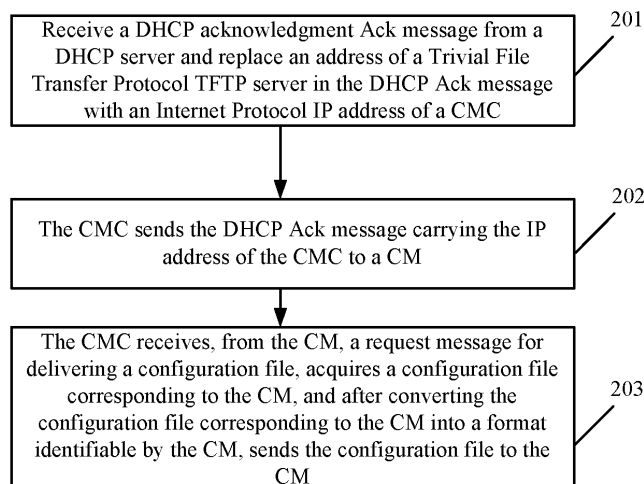 Receive a DHCP acknowledgment Ack message from a
DHCP server and replace an address of a Trivial File
Transfer Protocol TFTP server in the DHCP Ack message
with an Internet Protocol IP address of a CMC
201
The CMC sends the DHCP Ack message carrying the IP
address of the CMC to a CM
202
The CMC receives, from the CM, a request message for
delivering a configuration file, acquires a configuration file
corresponding to the CM, and after converting the
configuration file corresponding to the CM into a format
identifiable by the CM, sends the configuration file to the
CM
203